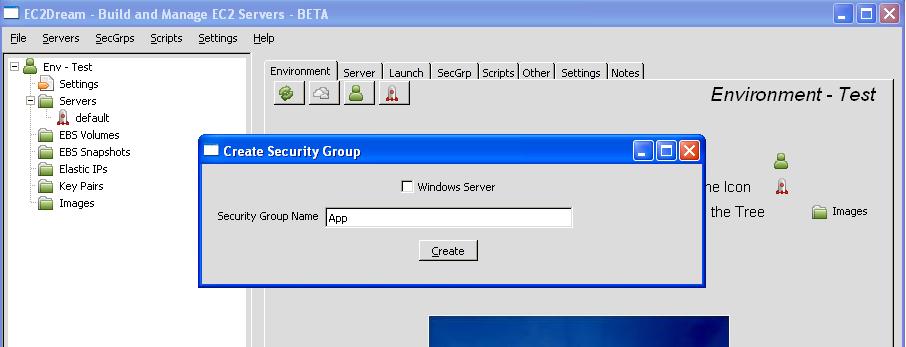 EC2Dream - Build and Manage EC2 Servers - BETA
File Servers SecGrps Scripts Settings Help
Env - Test
Settings
Servers
default
EBS Volumes
EBS Snapshots
Elastic IPs
Key Pairs
Images
Environment Server Launch SecGrp Scripts Other Settings Notes
Environment - Test
Create Security Group
Windows Server
Security Group Name App
Create
Icon
the Tree Images